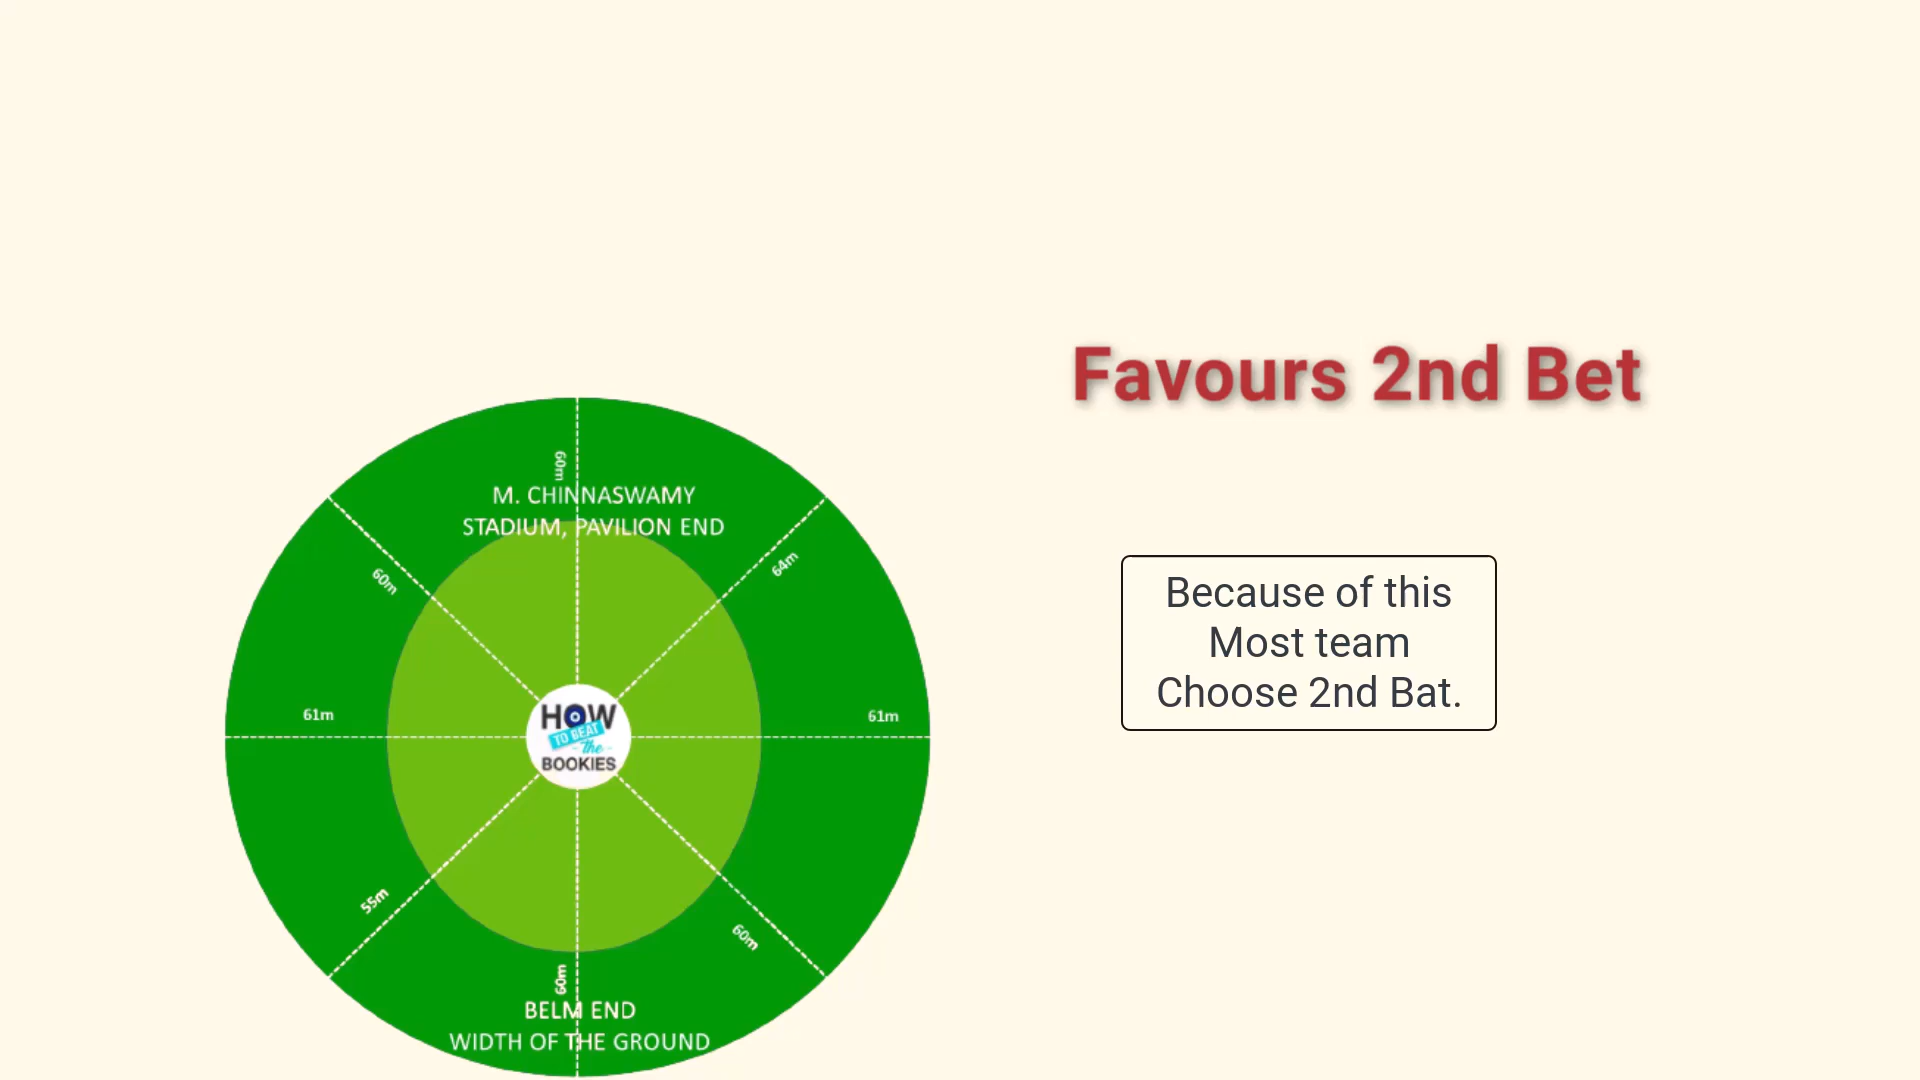 Favours 2nd Bet
60m
M. CHINNASWAMY
STADIUM, PAVILION END
60m
64m
Because of this
Most team
Choose 2nd Bat.
61m
61m
HOW
TO BEAT
-the-
BOOKIES
55m
60m
60m
BELM END
WIDTH OF THE GROUND